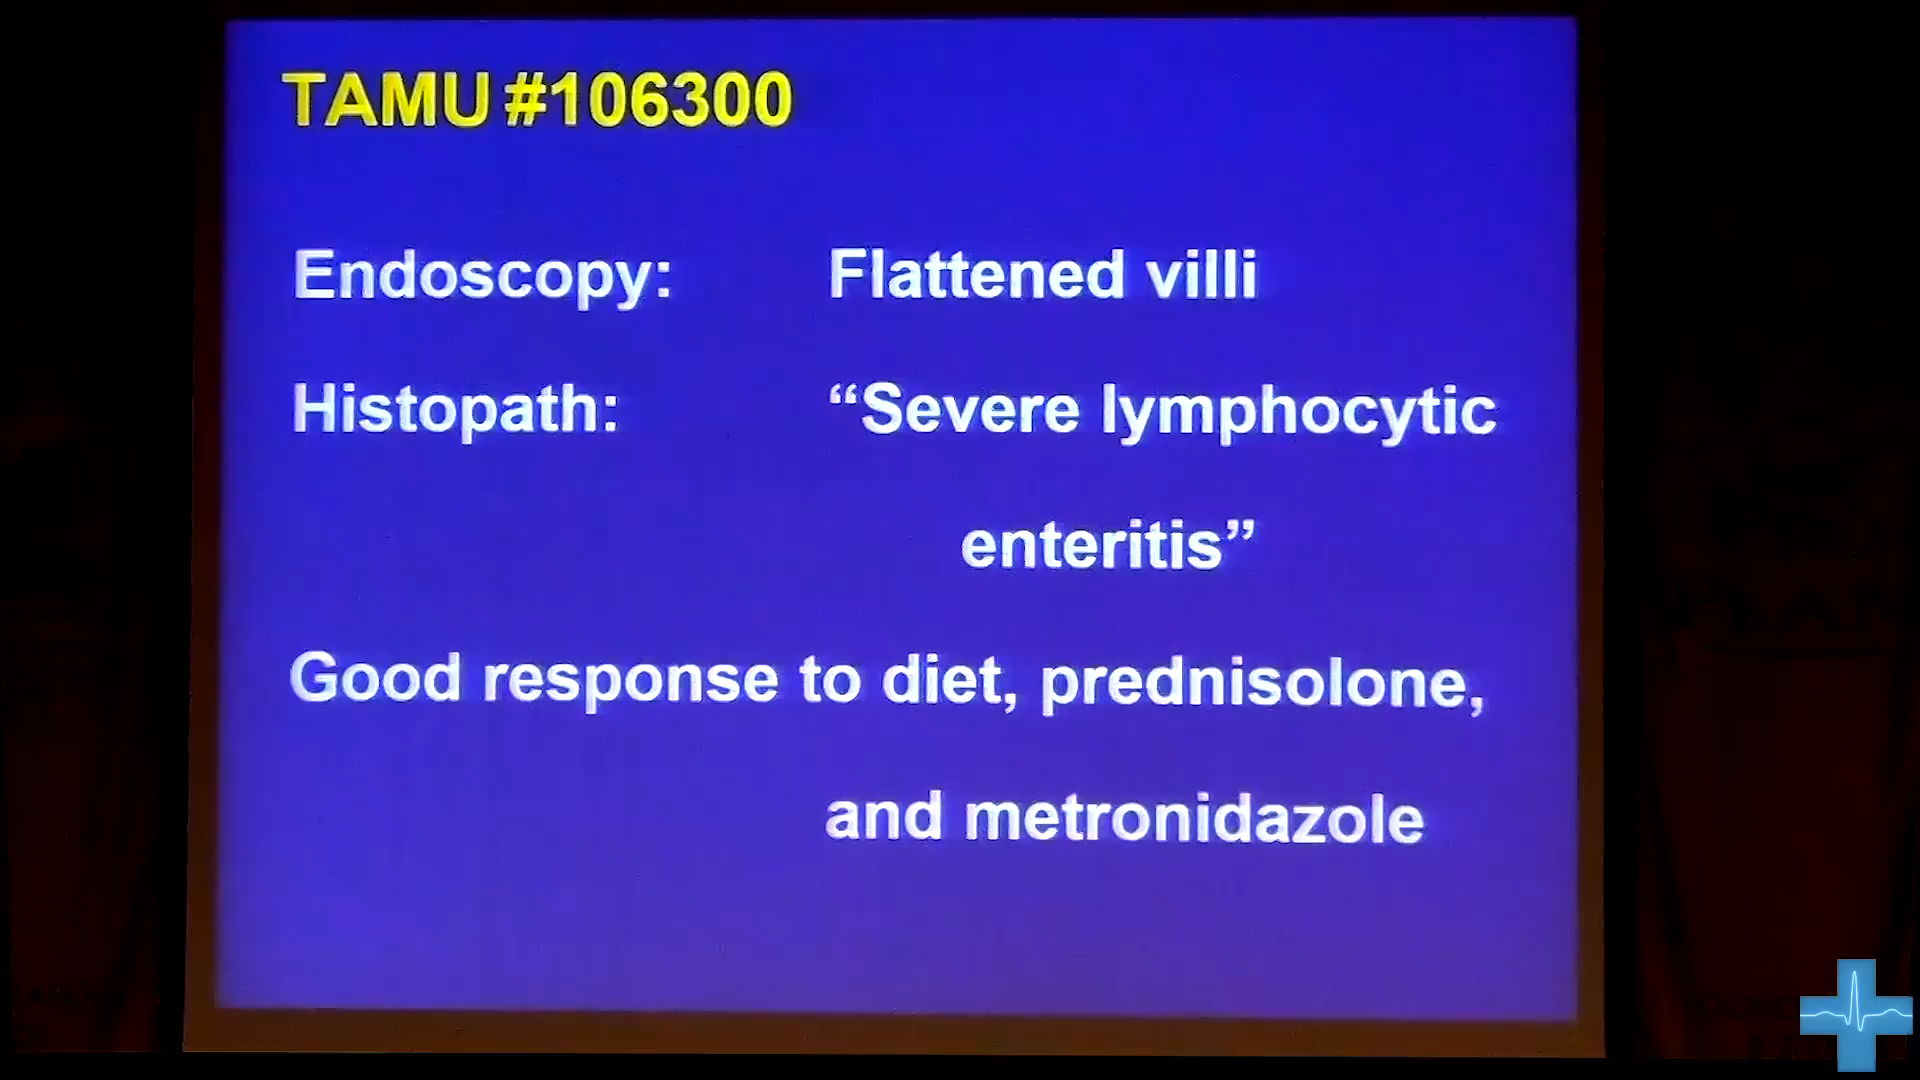 TAMU #106300
Endoscopy: Flattened villi
Histopath: “Severe lymphocytic
enteritis”
Good response to diet, prednisolone,
and metronidazole